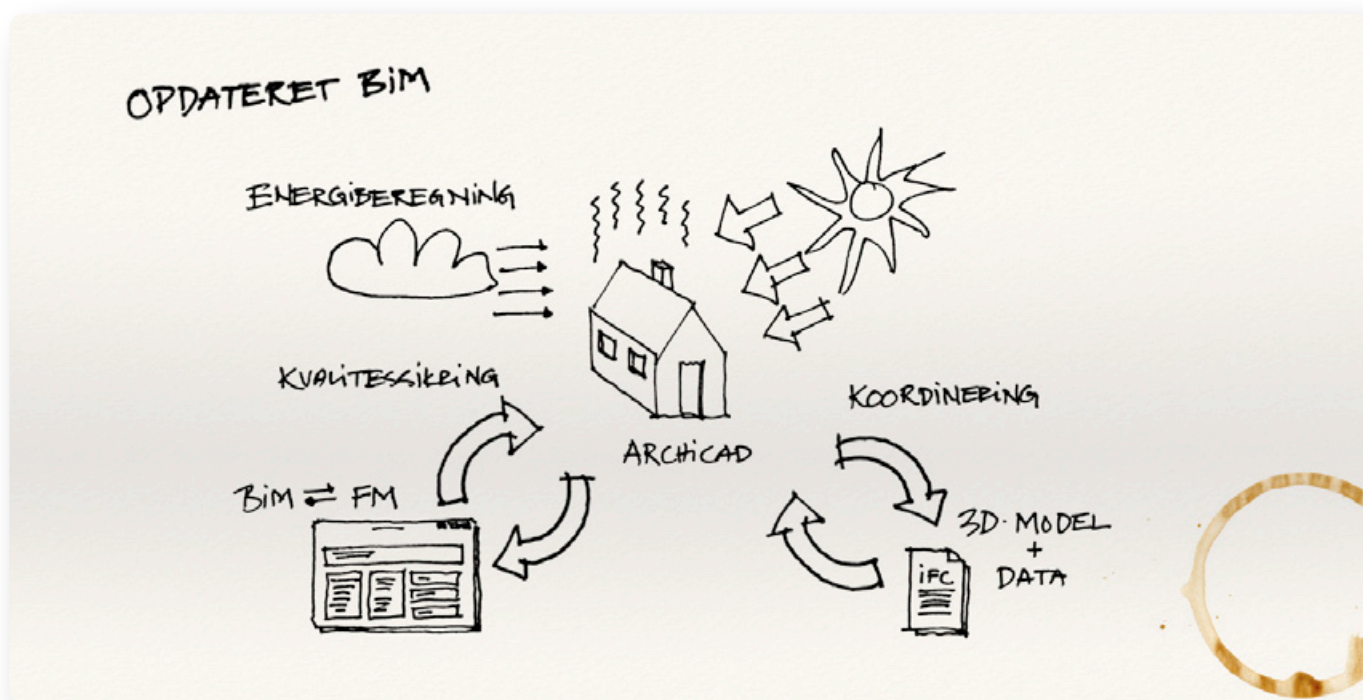 OPDATERET BIM
ENERGIBEREGNING
KVALITESSIKRING
KOORDINERING
ARCHICAD
BIM ⇌ FM
3D-MODEL
+
DATA
IFC